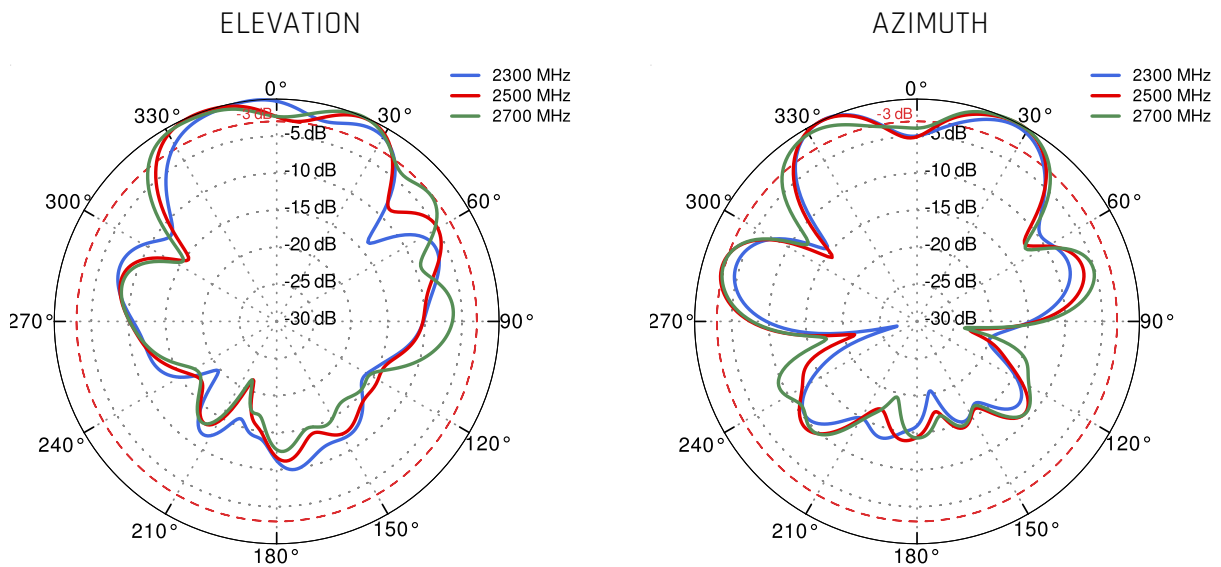 ELEVATION
2300 MHz
2500 MHz
2700 MHz
0°
30°
60°
90°
120°
150°
180°
210°
240°
270°
300°
330°
-3 dB
-5 dB
-10 dB
-15 dB
-20 dB
-25 dB
-30 dB
AZIMUTH
2300 MHz
2500 MHz
2700 MHz
0°
30°
60°
90°
120°
150°
180°
210°
240°
270°
300°
330°
-3 dB
-5 dB
-10 dB
-15 dB
-20 dB
-25 dB
-30 dB